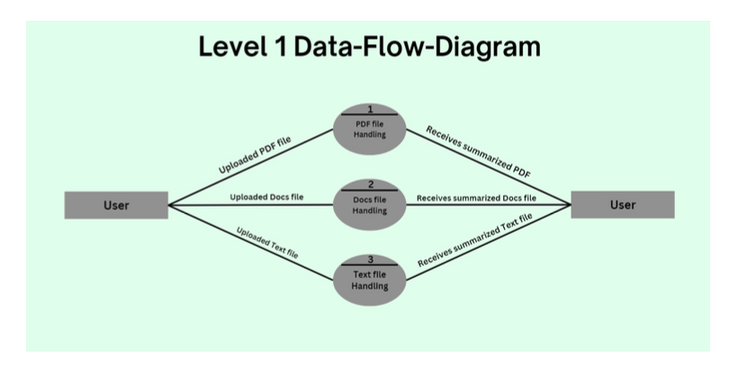 Level 1 Data-Flow-Diagram
1
PDF file
Handling
Uploaded PDF file
Receives summarized PDF
2
Docs file
Handling
User
Uploaded Docs file
Receives summarized Docs file
User
Uploaded Text file
Receives summarized Text file
3
Text file
Handling